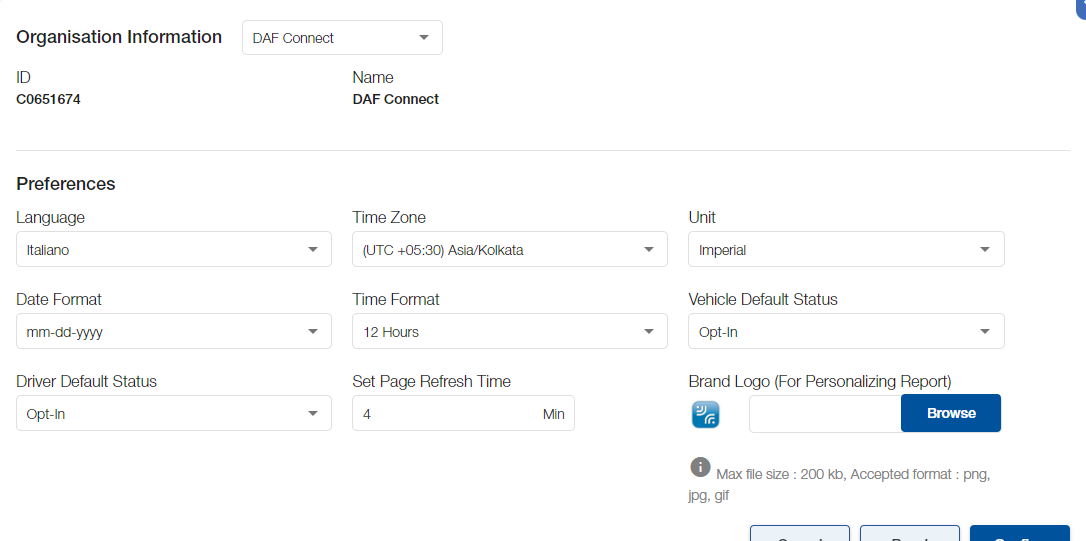 Organisation Information DAF Connect
ID Name
C0651674 DAF Connect
Preferences
Language Time Zone Unit
Italiano (UTC +05:30) Asia/Kolkata Imperial
Date Format Time Format Vehicle Default Status
mm-dd-yyyy 12 Hours Opt-In
Driver Default Status Set Page Refresh Time Brand Logo (For Personalizing Report)
Opt-In 4 Min Browse
Max file size : 200 kb, Accepted format : png,
jpg, gif